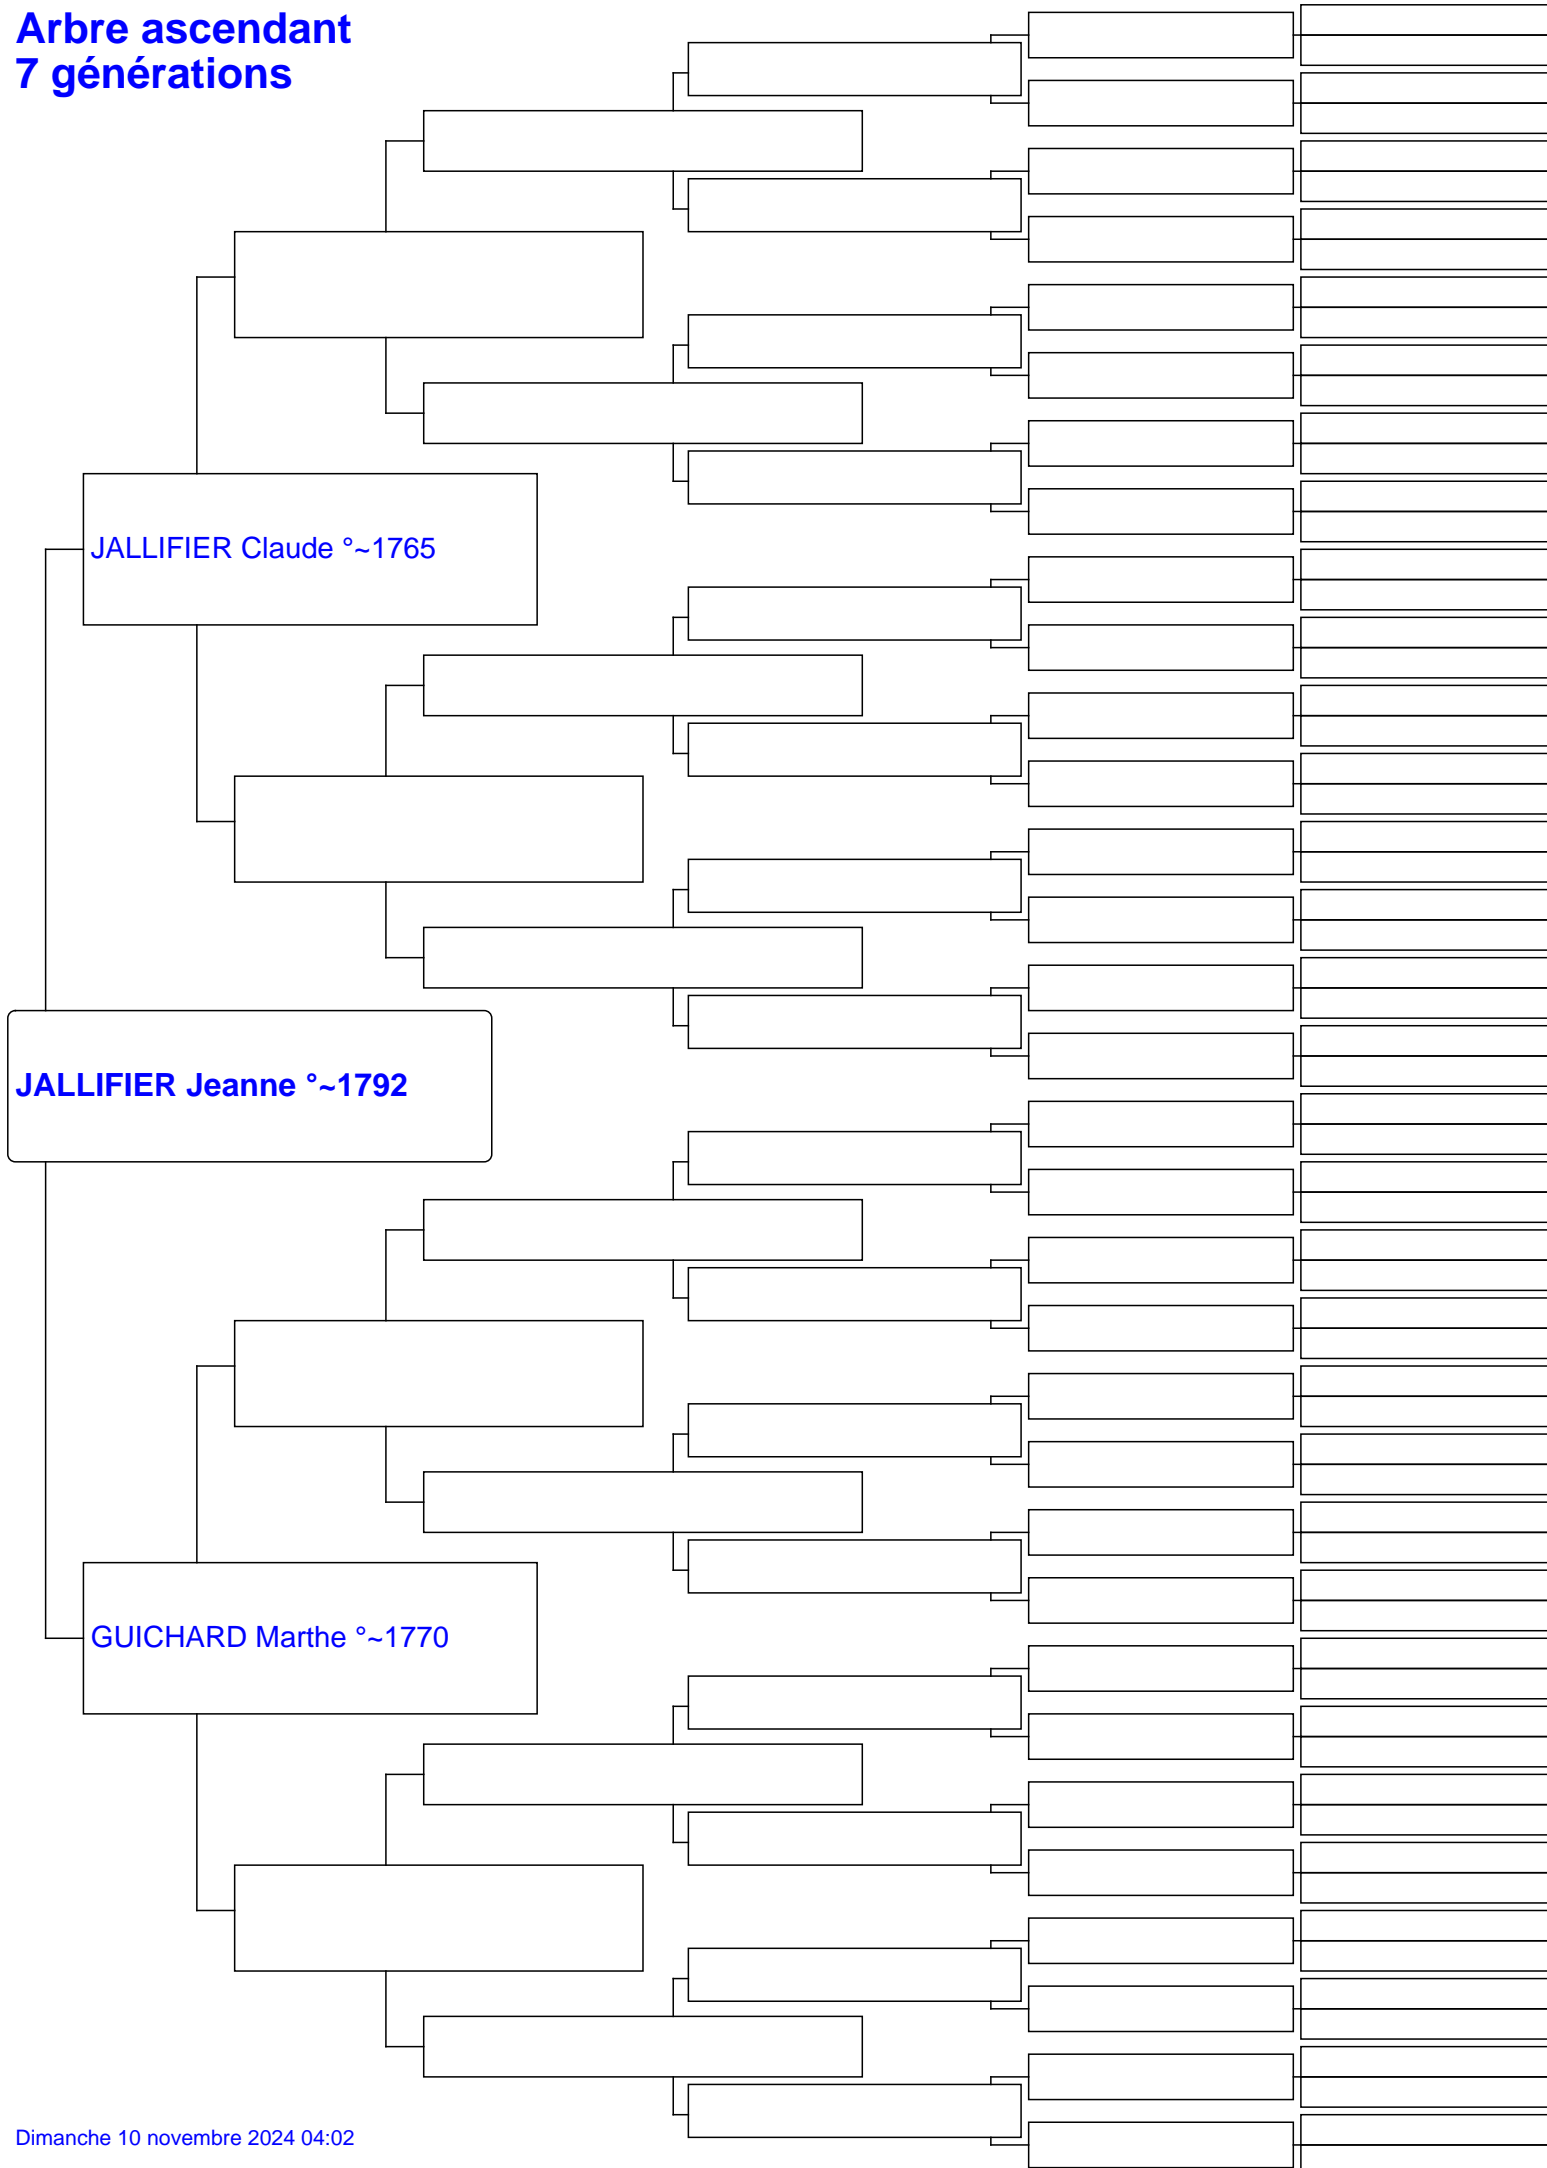 Arbre ascendant
7 générations
JALLIFIER Claude °~1765
JALLIFIER Jeanne °~1792
GUICHARD Marthe °~1770
Dimanche 10 novembre 2024 04:02